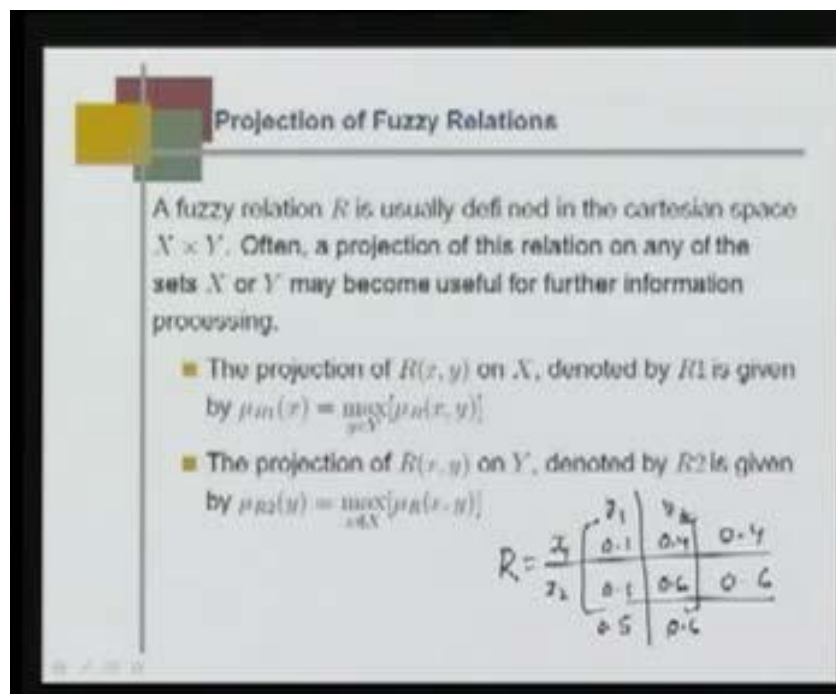 Projection of Fuzzy Relations
A fuzzy relation R is usually defined in the cartesian space
X × Y. Often, a projection of this relation on any of the
sets X or Y may become useful for further information
processing.
The projection of R(x, y) on X, denoted by R1 is given
by μR1(x) = max[μR(x, y)]
y∈Y
The projection of R(x, y) on Y, denoted by R2 is given
by μR2(y) = max[μR(x, y)]
x∈X
y1
R = x1 0.1 0.4 0.4
x2 0.6 0.6
0.5 0.6